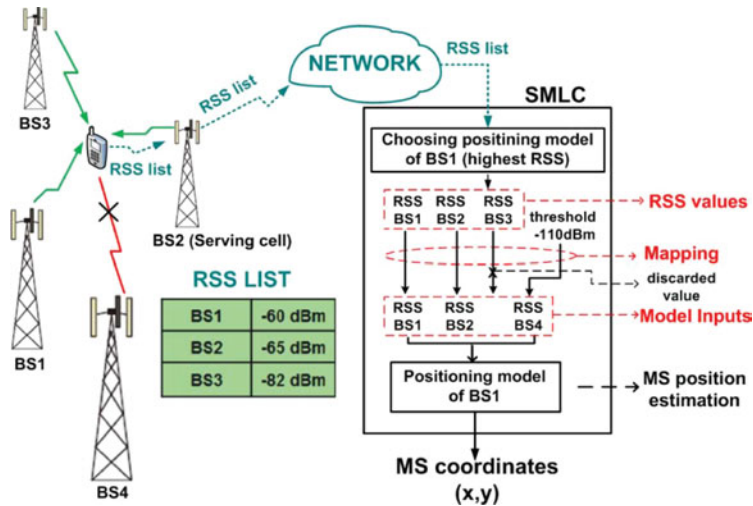 BS3
RSS list
NETWORK
RSS list
RSS list
BS2 (Serving cell)
BS1
BS4
RSS LIST
BS1 -60 dBm
BS2 -65 dBm
BS3 -82 dBm
SMLC
Choosing positining model
of BS1 (highest RSS)
RSS RSS RSS
BS1 BS2 BS3
threshold
-110dBm
RSS values
Mapping
discarded
value
RSS RSS RSS
BS1 BS2 BS4
Model Inputs
Positioning model
of BS1
MS position
estimation
MS coordinates
(x,y)